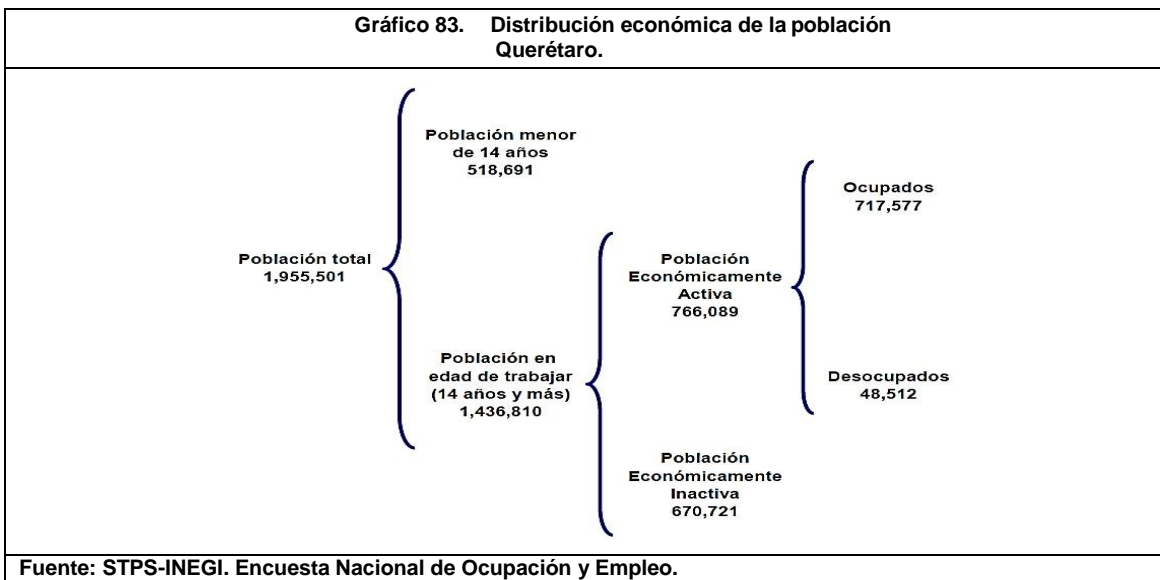 Gráfico 83. Distribución económica de la población
Querétaro.
Población total
1,955,501
Población menor
de 14 años
518,691
Población en
edad de trabajar
(14 años y más)
1,436,810
Población
Económicamente
Activa
766,089
Población
Económicamente
Inactiva
670,721
Ocupados
717,577
Desocupados
48,512
Fuente: STPS-INEGI. Encuesta Nacional de Ocupación y Empleo.